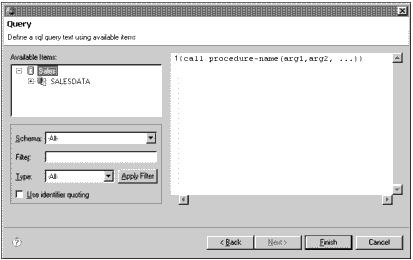 Query
Define a sql query text using available items
Available Items:
Sales
SALESDATA
1{call procedure-name(arg1,arg2, ...)}
Schema:
-All-
Filter:
Type:
-All-
Apply Filter
Use identifier quoting
?
< Back
Next >
Finish
Cancel